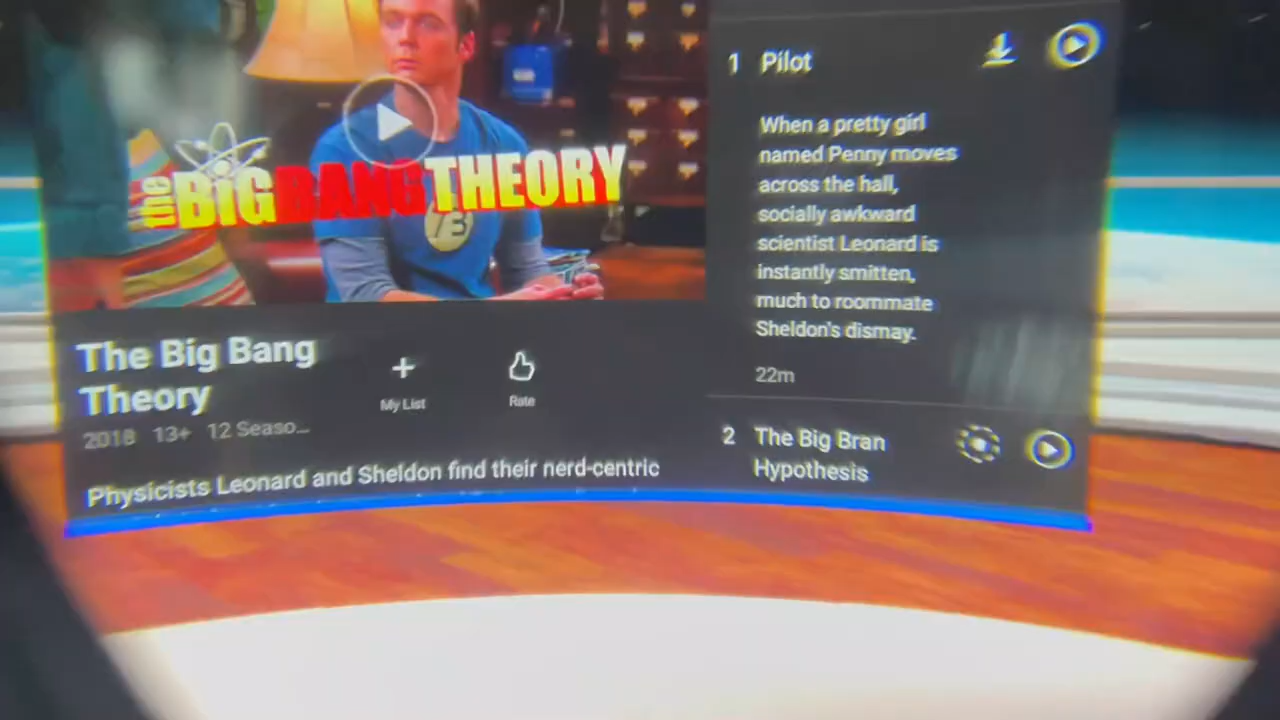 the BiG BANG THEORY
73
The Big Bang
Theory
2018 13+ 12 Seaso...
My List
Rate
Physicists Leonard and Sheldon find their nerd-centric
1 Pilot
When a pretty girl
named Penny moves
across the hall,
socially awkward
scientist Leonard is
instantly smitten,
much to roommate
Sheldon's dismay.
22m
2 The Big Bran
Hypothesis